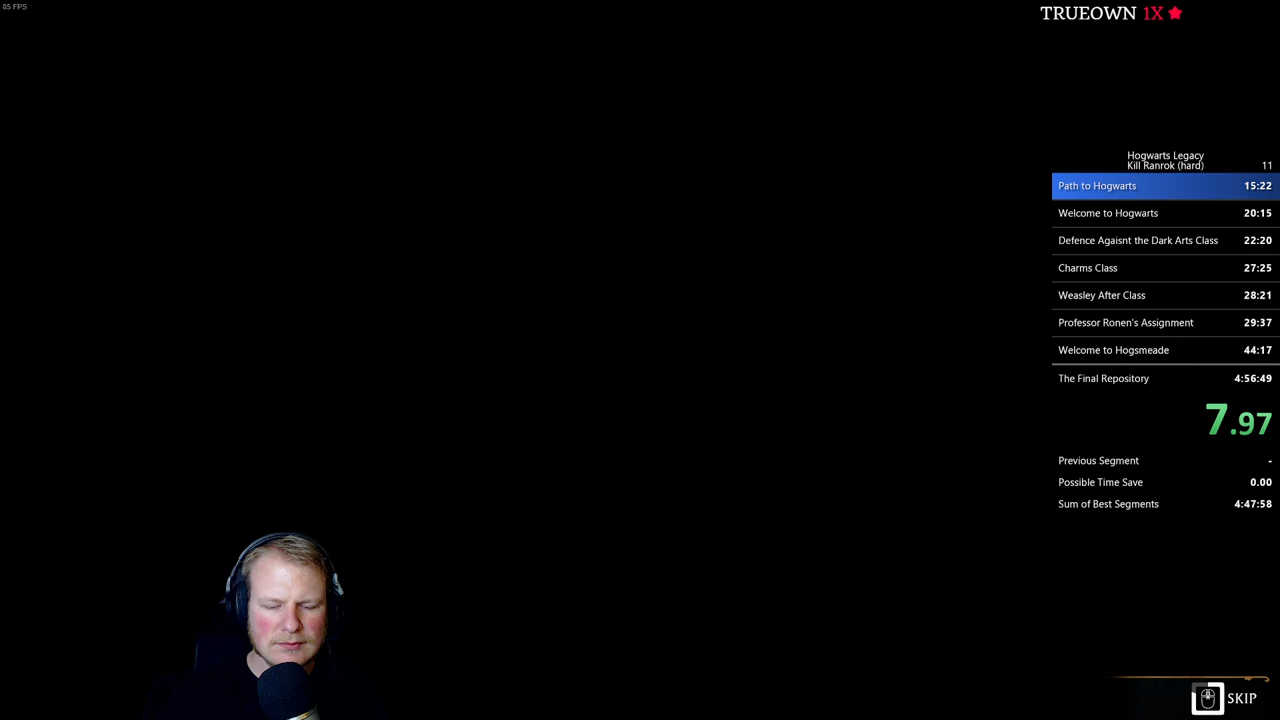 85 FPS
TRUEOWN 1X
Hogwarts Legacy
Kill Ranrok (hard) 11
Path to Hogwarts 15:22
Welcome to Hogwarts 20:15
Defence Agaisnt the Dark Arts Class 22:20
Charms Class 27:25
Weasley After Class 28:21
Professor Ronen's Assignment 29:37
Welcome to Hogsmeade 44:17
The Final Repository 4:56:49
7.97
Previous Segment -
Possible Time Save 0.00
Sum of Best Segments 4:47:58
SKIP